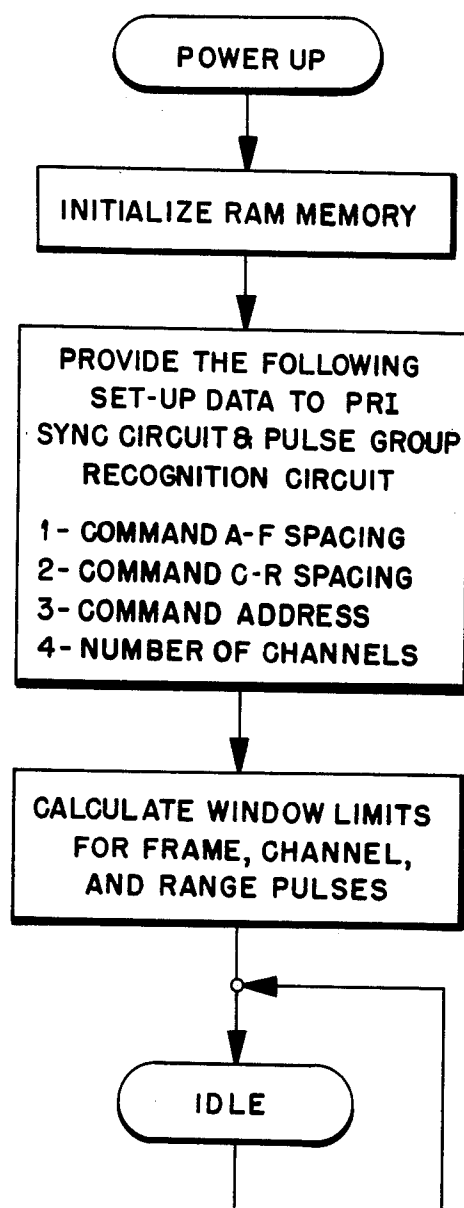 POWER UP
INITIALIZE RAM MEMORY
PROVIDE THE FOLLOWING
SET-UP DATA TO PRI
SYNC CIRCUIT & PULSE GROUP
RECOGNITION CIRCUIT
1- COMMAND A-F SPACING
2- COMMAND C-R SPACING
3- COMMAND ADDRESS
4- NUMBER OF CHANNELS
CALCULATE WINDOW LIMITS
FOR FRAME, CHANNEL,
AND RANGE PULSES
IDLE